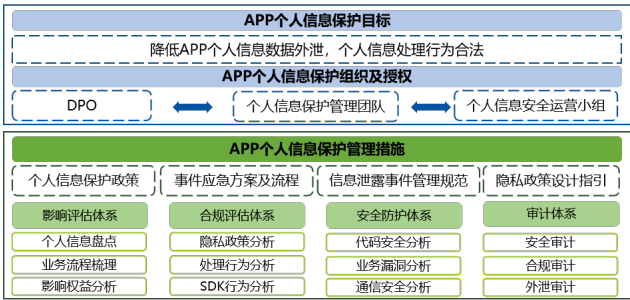 APP个人信息保护目标
降低APP个人信息数据外泄，个人信息处理行为合法
APP个人信息保护组织及授权
DPO 个人信息保护管理团队 个人信息安全运营小组
APP个人信息保护管理措施
个人信息保护政策 事件应急方案及流程 信息泄露事件管理规范 隐私政策设计指引
影响评估体系 合规评估体系 安全防护体系 审计体系
个人信息盘点 隐私政策分析 代码安全分析 安全审计
业务流程梳理 处理行为分析 业务漏洞分析 合规审计
影响权益分析 SDK行为分析 通信安全分析 外泄审计